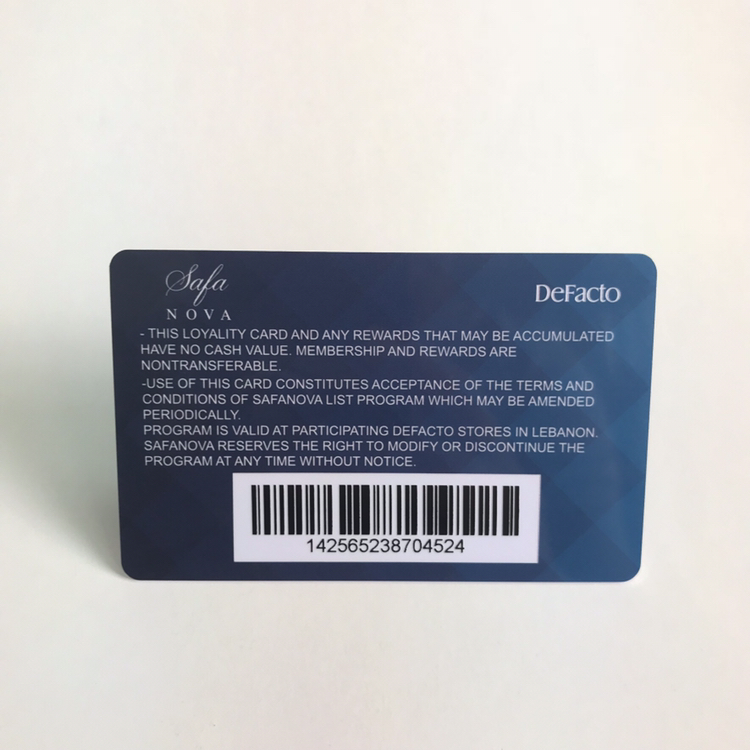 Safa
NOVA
DeFacto
- THIS LOYALITY CARD AND ANY REWARDS THAT MAY BE ACCUMULATED
HAVE NO CASH VALUE. MEMBERSHIP AND REWARDS ARE
NONTRANSFERABLE.
-USE OF THIS CARD CONSTITUTES ACCEPTANCE OF THE TERMS AND
CONDITIONS OF SAFANOVA LIST PROGRAM WHICH MAY BE AMENDED
PERIODICALLY.
PROGRAM IS VALID AT PARTICIPATING DEFACTO STORES IN LEBANON.
SAFANOVA RESERVES THE RIGHT TO MODIFY OR DISCONTINUE THE
PROGRAM AT ANY TIME WITHOUT NOTICE.
142565238704524